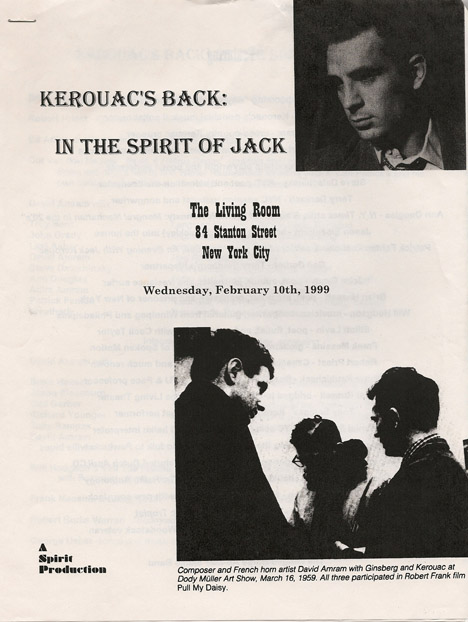 KEROUAC'S BACK:
IN THE SPIRIT OF JACK
The Living Room
84 Stanton Street
New York City
Wednesday, February 10th, 1999
A
Spirit
Production
Composer and French horn artist David Amram with Ginsberg and Kerouac at
Dody Müller Art Show, March 16, 1959. All three participated in Robert Frank film
Pull My Daisy.